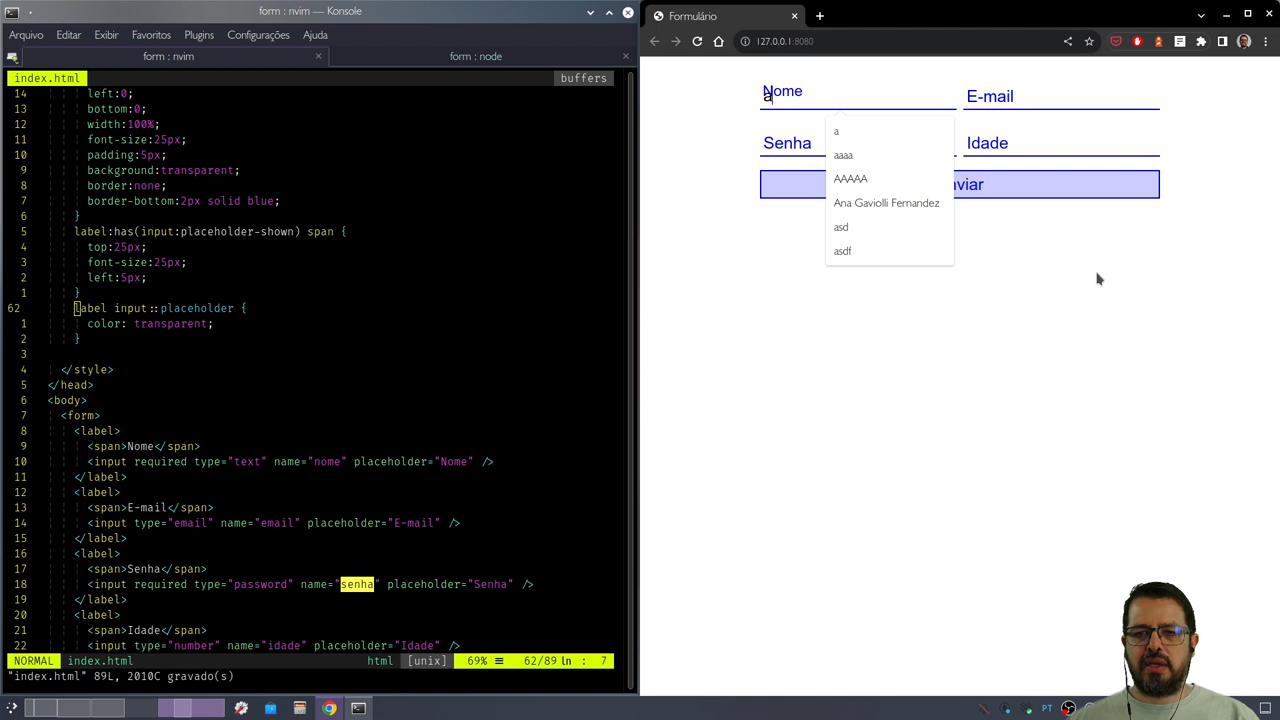 form : nvim — Konsole
Arquivo Editar Exibir Favoritos Plugins Configurações Ajuda
form : nvim
form : node
index.html buffers
14 left:0;
13 bottom:0;
12 width:100%;
11 font-size:25px;
10 padding:5px;
9 background:transparent;
8 border:none;
7 border-bottom:2px solid blue;
6 }
5 label:has(input:placeholder-shown) span {
4 top:25px;
3 font-size:25px;
2 left:5px;
1 }
62 label input::placeholder {
1 color: transparent;
2 }
3
4 </style>
5 </head>
6 <body>
7 <form>
8 <label>
9 <span>Nome</span>
10 <input required type="text" name="nome" placeholder="Nome" />
11 </label>
12 <label>
13 <span>E-mail</span>
14 <input type="email" name="email" placeholder="E-mail" />
15 </label>
16 <label>
17 <span>Senha</span>
18 <input required type="password" name="senha" placeholder="Senha" />
19 </label>
20 <label>
21 <span>Idade</span>
22 <input type="number" name="idade" placeholder="Idade" />
NORMAL index.html html [unix] 69% ≡ 62/89 ln : 7
"index.html" 89L, 2010C gravado(s)
Formulário
127.0.0.1:8080
Nome
a
E-mail
Senha
Idade
nviar
a
aaaa
AAAAA
Ana Gaviolli Fernandez
asd
asdf
PT